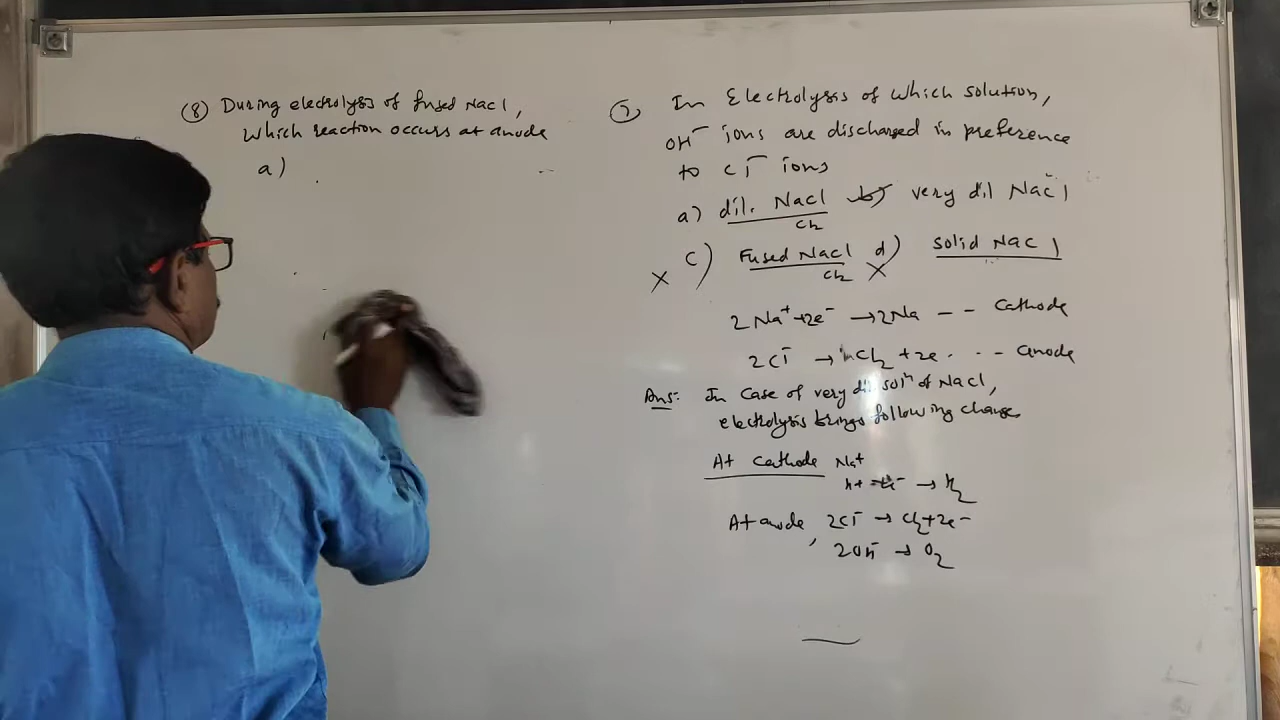 (8) During electrolysis of fused NaCl,
which reaction occurs at anode
a)
(7) In Electrolysis of which solution,
OH⁻ ions are discharged in preference
to Cl⁻ ions
a) dil. NaCl b) very dil NaCl
Cl₂
c) Fused NaCl d) solid NaCl
X Cl₂ X
2Na⁺+2e⁻ →2Na -- Cathode
2Cl⁻ → Cl₂ +2e. -- anode
Ans: In Case of very dil solⁿ of NaCl,
electrolysis brings following changes
At Cathode Na⁺
H+ → H₂
At anode, 2Cl⁻ → Cl₂+2e⁻
2OH⁻ → O₂